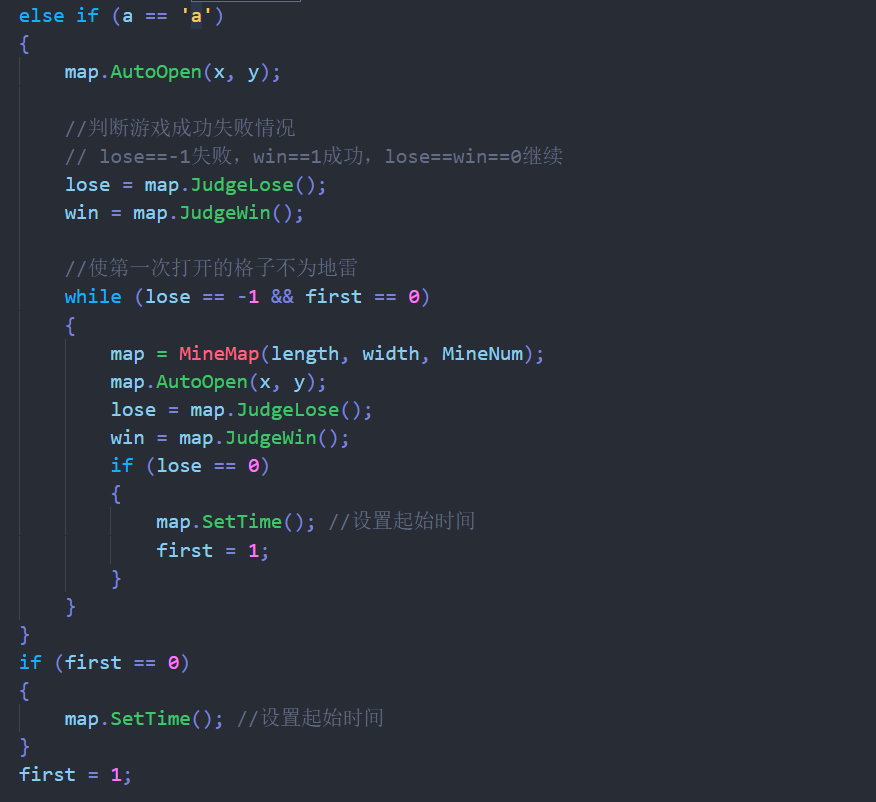 else if (a == 'a')
{
    map.AutoOpen(x, y);

    //判断游戏成功失败情况
    // lose==-1失败，win==1成功，lose==win==0继续
    lose = map.JudgeLose();
    win = map.JudgeWin();

    //使第一次打开的格子不为地雷
    while (lose == -1 && first == 0)
    {
        map = MineMap(length, width, MineNum);
        map.AutoOpen(x, y);
        lose = map.JudgeLose();
        win = map.JudgeWin();
        if (lose == 0)
        {
            map.SetTime(); //设置起始时间
            first = 1;
        }
    }
}
if (first == 0)
{
    map.SetTime(); //设置起始时间
}
first = 1;